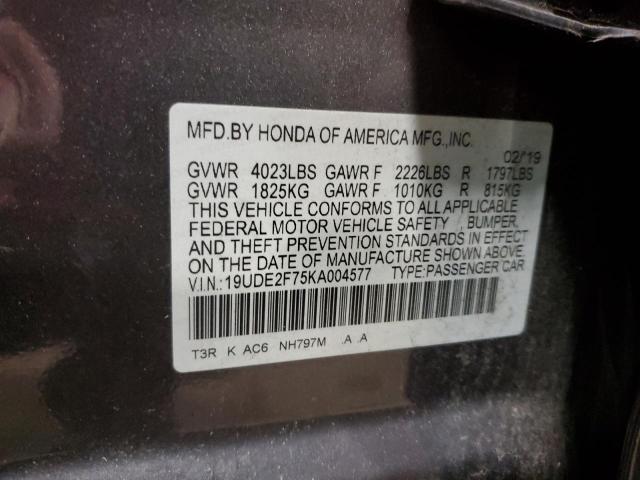 MFD.BY HONDA OF AMERICA MFG.,INC.
02/'19
GVWR 4023LBS GAWR F 2226LBS R 1797LBS
GVWR 1825KG GAWR F 1010KG R 815KG
THIS VEHICLE CONFORMS TO ALL APPLICABLE
FEDERAL MOTOR VEHICLE SAFETY , BUMPER,
AND THEFT PREVENTION STANDARDS IN EFFECT
ON THE DATE OF MANUFACTURE SHOWN ABOVE.
V.I.N.: 19UDE2F75KA004577 TYPE:PASSENGER CAR
T3R K AC6 NH797M .A .A